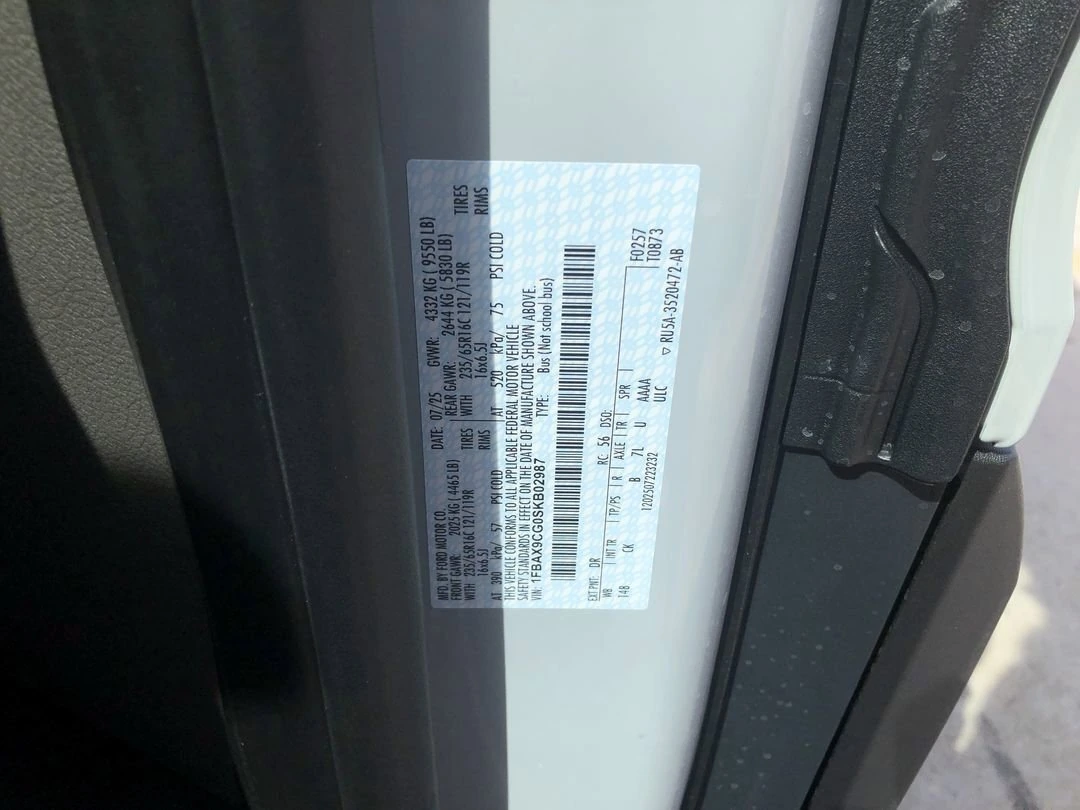 MFD. BY FORD MOTOR CO.
DATE: 07/25 GVWR: 4332 KG ( 9550 LB)
FRONT GAWR: 2025 KG ( 4465 LB) REAR GAWR: 2644 KG ( 5830 LB)
WITH 235/65R16C 121/119R TIRES WITH 235/65R16C 121/119R TIRES
16x6.5J RIMS 16x6.5J RIMS
AT 390 kPa/ 57 PSI COLD AT 520 kPa/ 75 PSI COLD
THIS VEHICLE CONFORMS TO ALL APPLICABLE FEDERAL MOTOR VEHICLE
SAFETY STANDARDS IN EFFECT ON THE DATE OF MANUFACTURE SHOWN ABOVE.
VIN: 1FBAX9CG0SKB02987 TYPE: Bus (Not school bus)
EXT PNT: DR RC: 56 DSO: F0257
WB INT TR TP/PS R AXLE TR SPR T0873
148 CK B 7L U AAAA
ULC
1202507223232 ▽ RU5A-3520472-AB